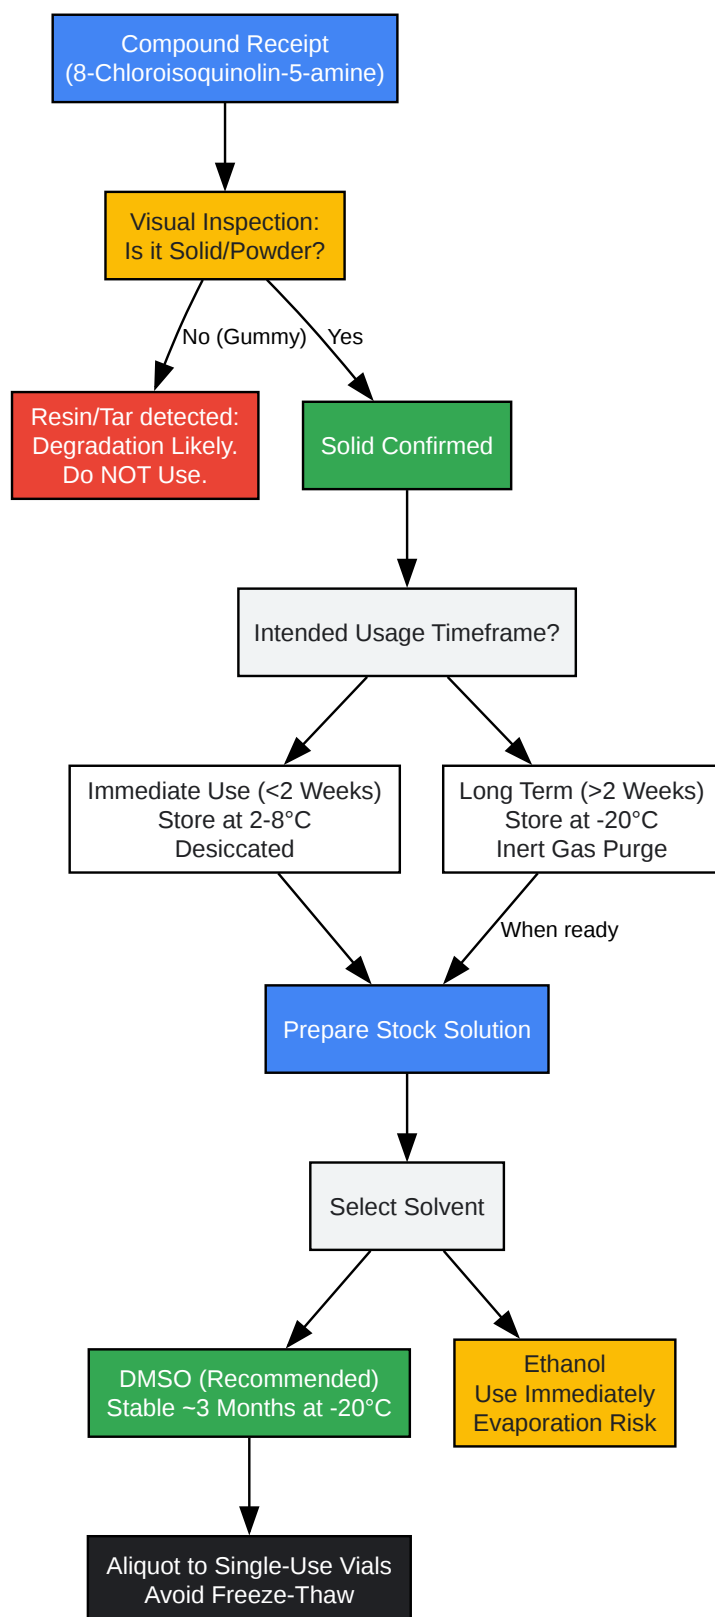 Compound Receipt
(8-Chloroisoquinolin-5-amine)
Visual Inspection:
Is it Solid/Powder?
No (Gummy)
Yes
Resin/Tar detected:
Degradation Likely.
Do NOT Use.
Solid Confirmed
Intended Usage Timeframe?
Immediate Use (<2 Weeks)
Store at 2-8°C
Desiccated
Long Term (>2 Weeks)
Store at -20°C
Inert Gas Purge
When ready
Prepare Stock Solution
Select Solvent
DMSO (Recommended)
Stable ~3 Months at -20°C
Ethanol
Use Immediately
Evaporation Risk
Aliquot to Single-Use Vials
Avoid Freeze-Thaw